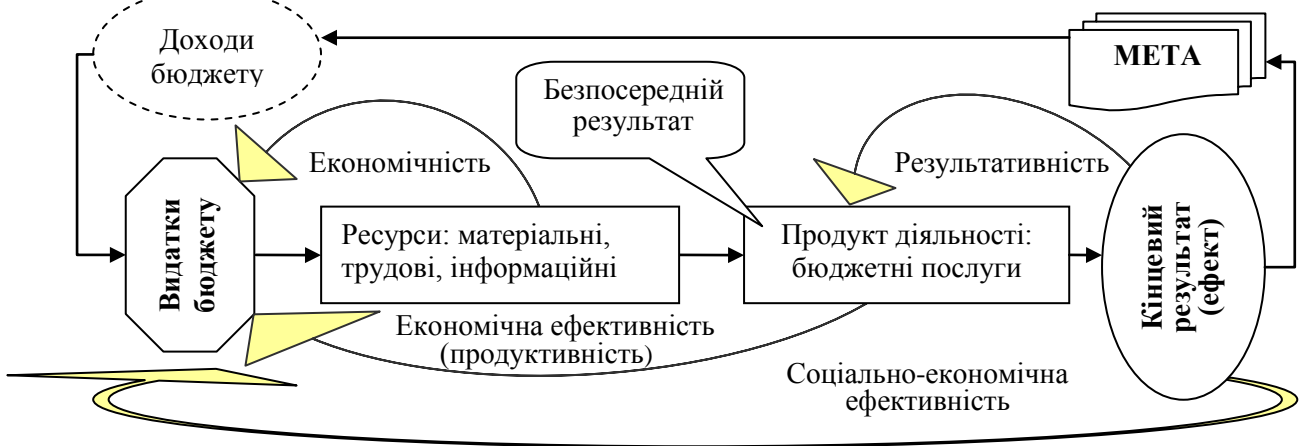 Доходи
бюджету
МЕТА
Безпосередній
результат
Економічність
Результативність
Видатки
бюджету
Ресурси: матеріальні,
трудові, інформаційні
Продукт діяльності:
бюджетні послуги
Кінцевий
результат
(ефект)
Економічна ефективність
(продуктивність)
Соціально-економічна
ефективність